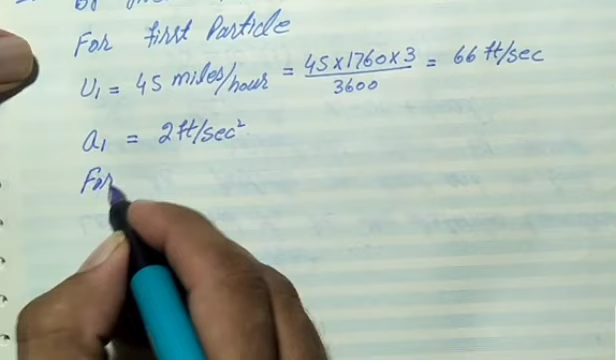 For first Particle
U₁ = 45 miles/hour = 45×1760×3 / 3600 = 66 ft/sec
a₁ = 2 ft/sec²
For